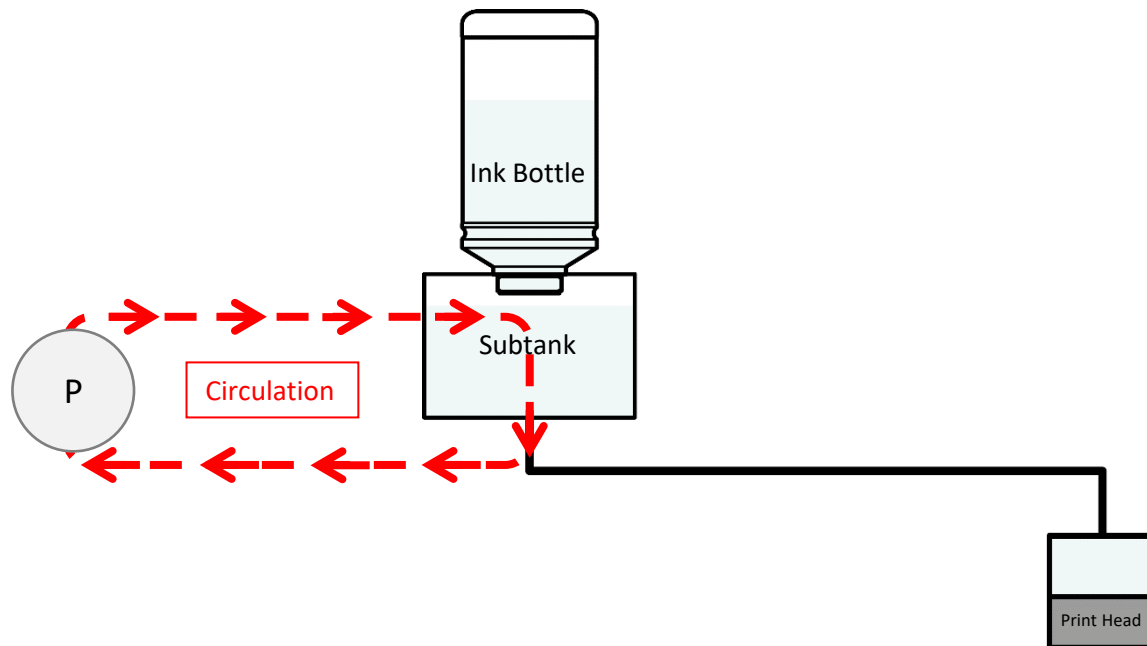 Ink Bottle
Subtank
P
Circulation
Print Head